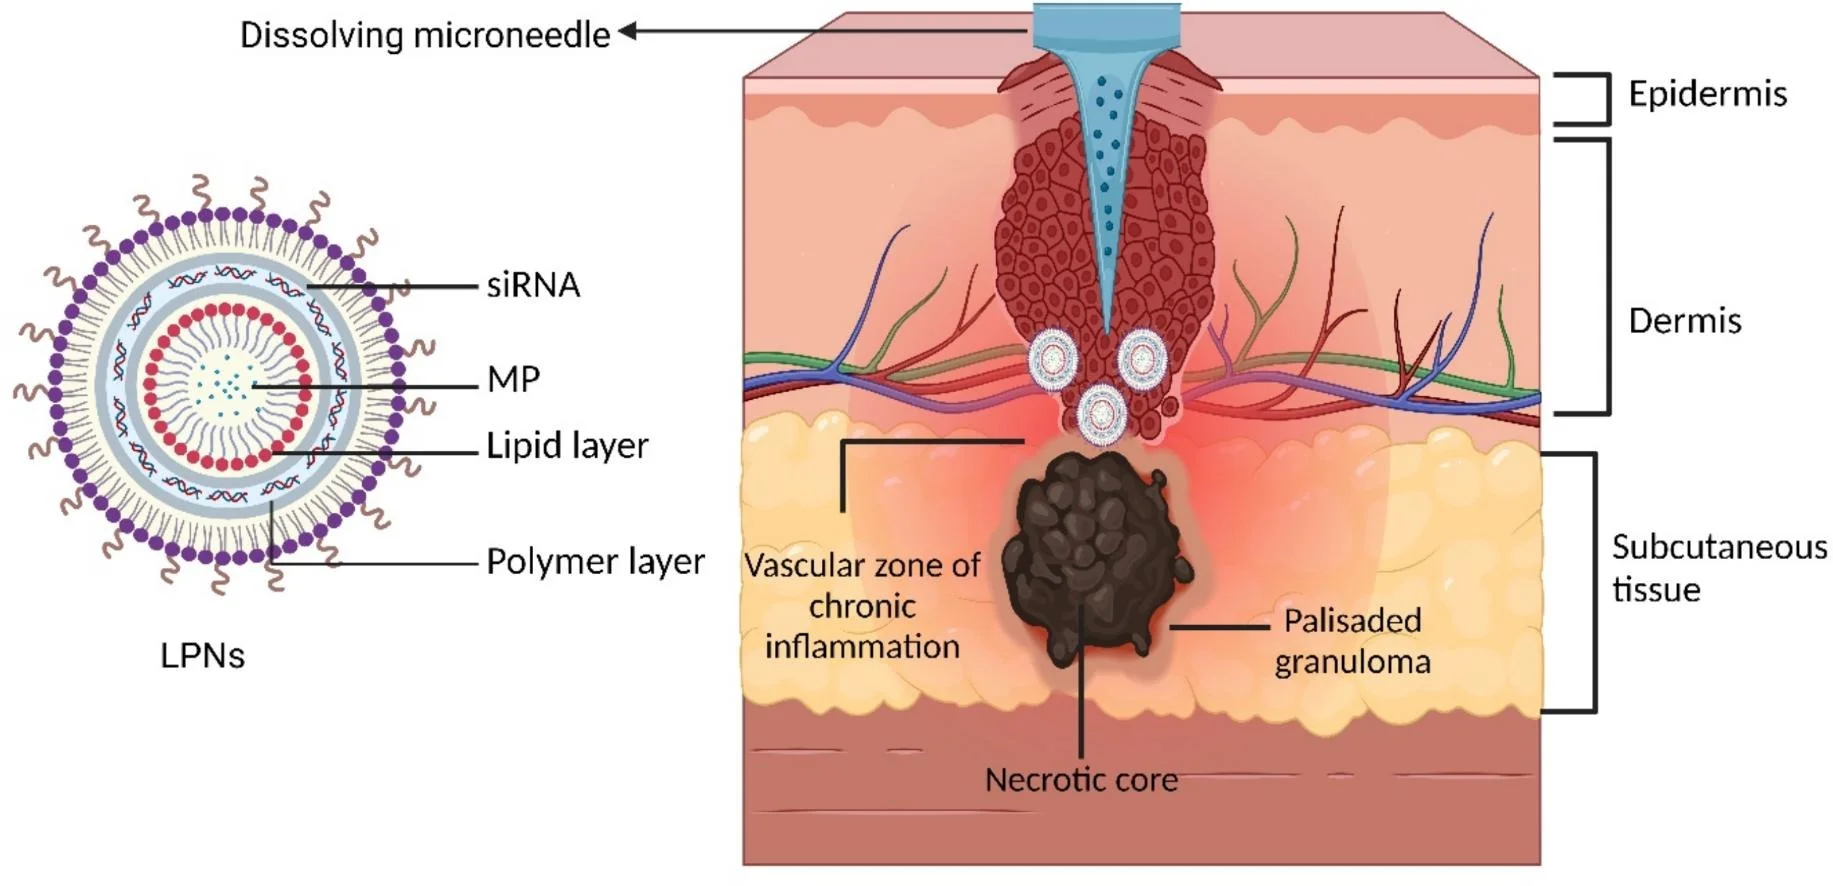 Dissolving microneedle
siRNA
MP
Lipid layer
Polymer layer
LPNs
Epidermis
Dermis
Subcutaneous
tissue
Vascular zone of
chronic
inflammation
Palisaded
granuloma
Necrotic core